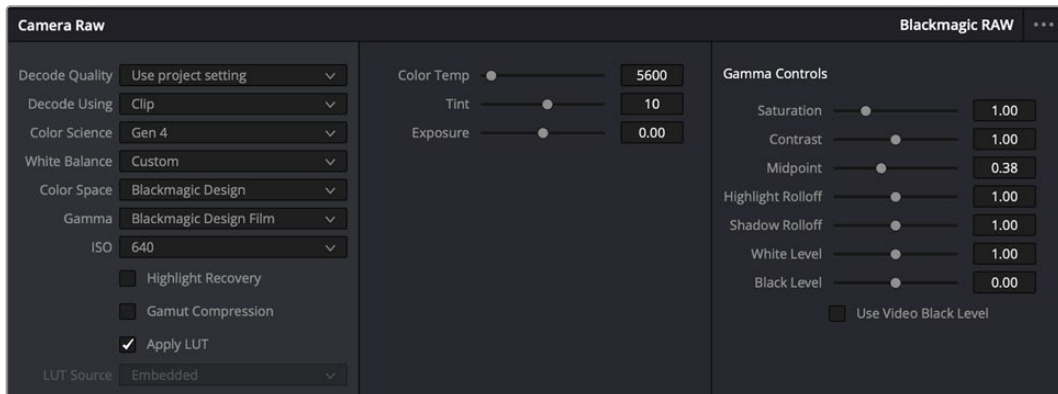 Camera Raw
Blackmagic RAW
Decode Quality Use project setting
Decode Using Clip
Color Science Gen 4
White Balance Custom
Color Space Blackmagic Design
Gamma Blackmagic Design Film
ISO 640
Highlight Recovery
Gamut Compression
Apply LUT
LUT Source Embedded
Color Temp 5600
Tint 10
Exposure 0.00
Gamma Controls
Saturation 1.00
Contrast 1.00
Midpoint 0.38
Highlight Rolloff 1.00
Shadow Rolloff 1.00
White Level 1.00
Black Level 0.00
Use Video Black Level